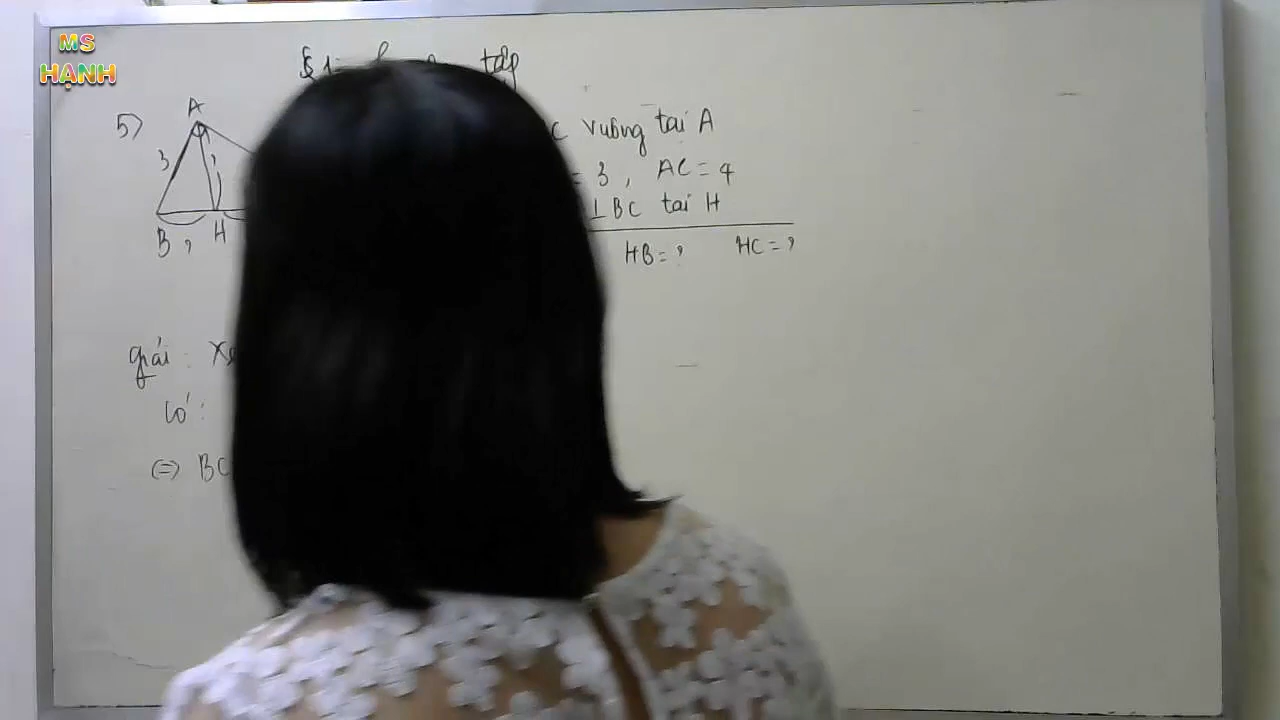 MS
HẠNH
§1: tập
5)
A
3
B ? H
C vuông tại A
= 3, AC = 4
⊥BC tại H
HB = ? HC = ?
giải :
Có :
(=) BC